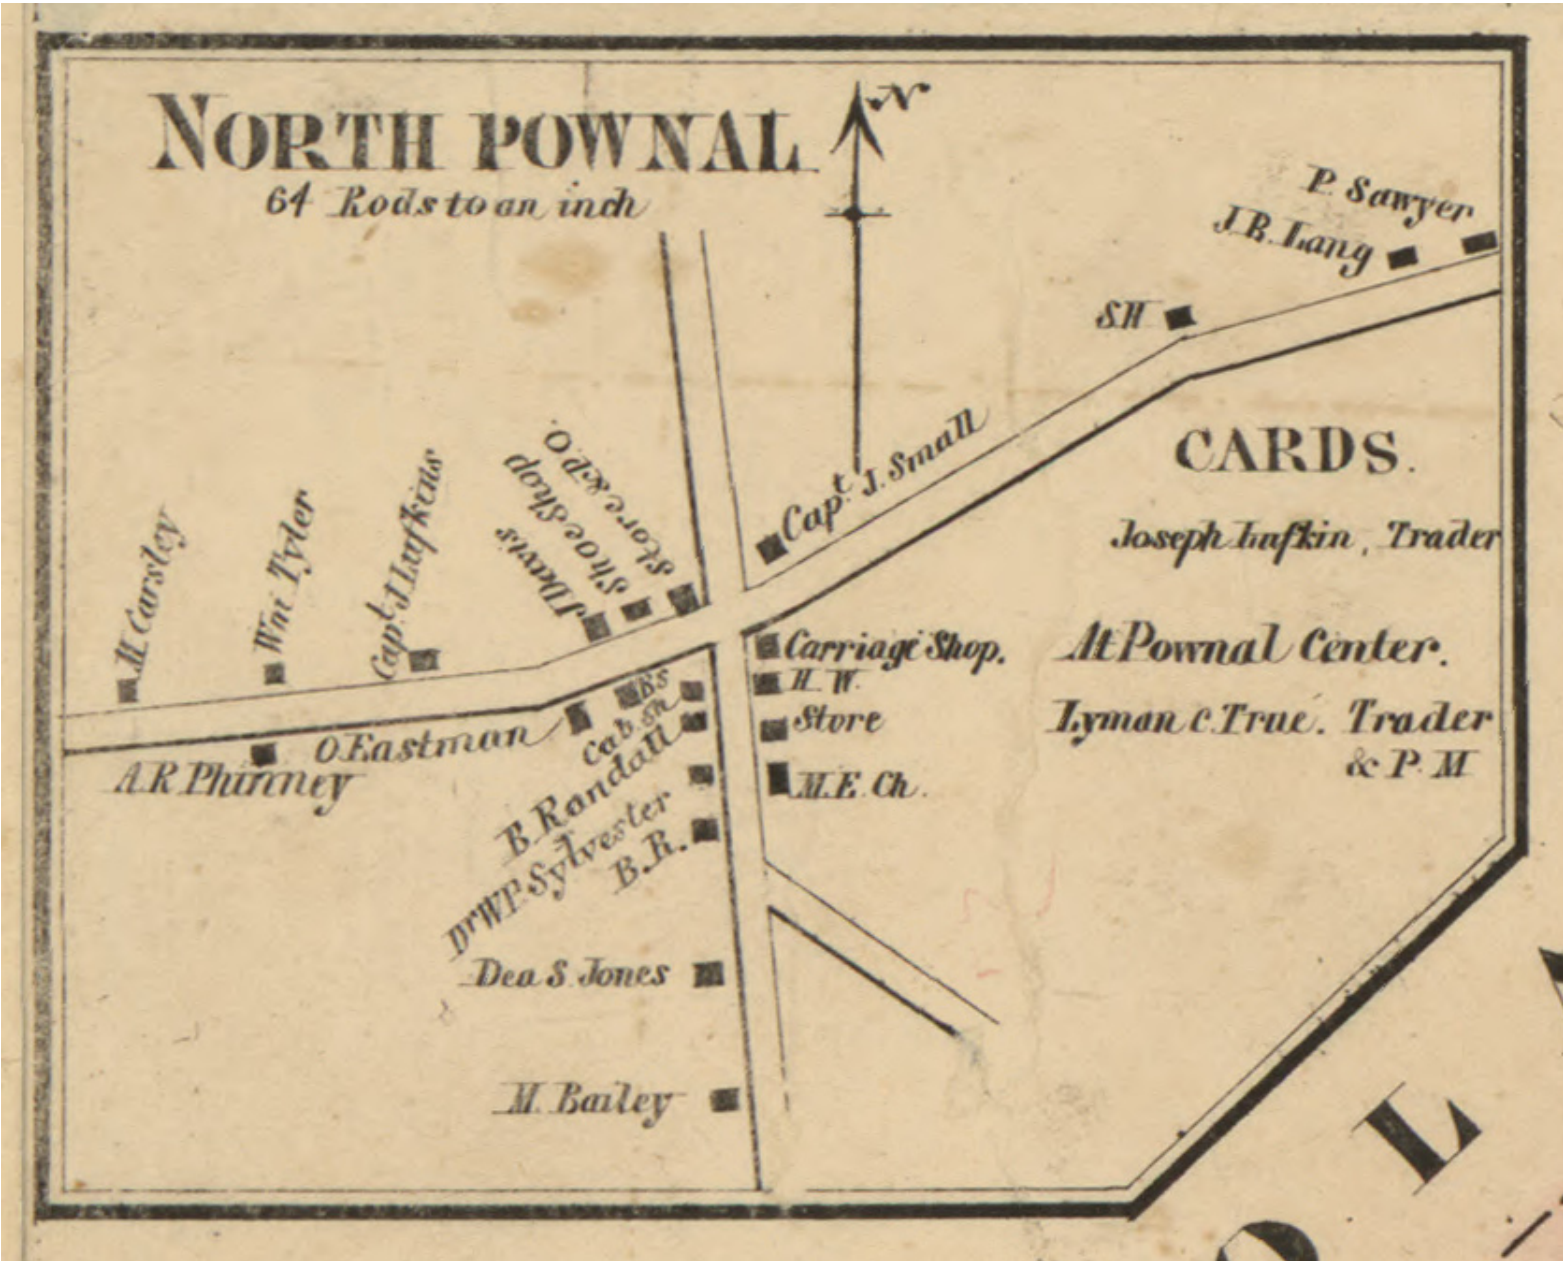 NORTH POWNAL
64 Rods to an inch
N
P. Sawyer
J. B. Lang
S.H
Capt. J. Small
CARDS.
Joseph Lufkin, Trader
At Pownal Center.
Lyman C. True. Trader
& P. M
M. Carsley
Wm Tyler
Capt. J Lufkins
J Davis
Shoe Shop
Store & P.O.
Carriage Shop.
H. W.
Store
M.E. Ch.
A.R Phinney
O.Eastman
B S
Cab. Sh
B. Randall
Dr W.P. Sylvester
B. R.
Dea S. Jones
M. Bailey
O L